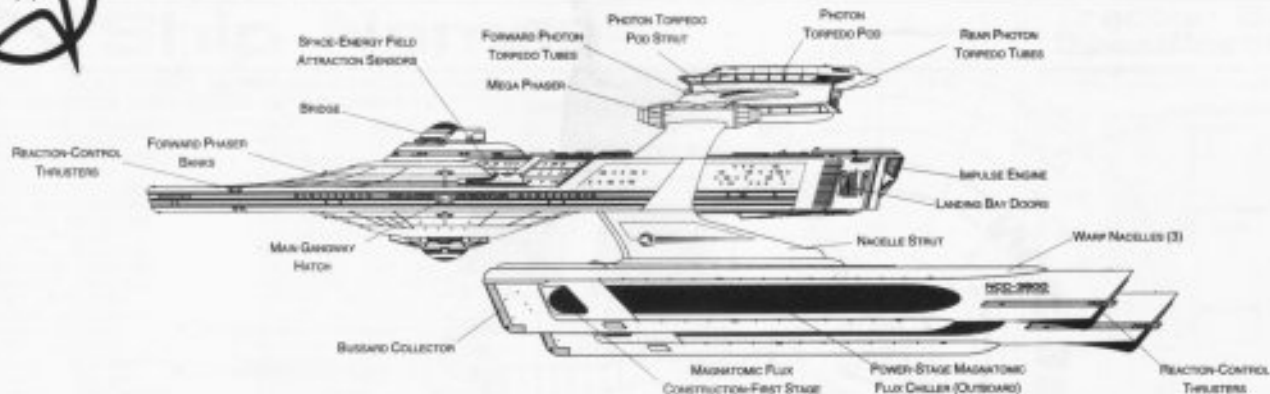 PHOTON TORPEDO
POD STRUT
PHOTON
TORPEDO POD
SPACE-ENERGY FIELD
ATTRACTION SENSORS
FORWARD PHOTON
TORPEDO TUBES
REAR PHOTON
TORPEDO TUBES
MEGA PHASER
BRIDGE
REACTION-CONTROL
THRUSTERS
FORWARD PHASER
BANKS
IMPULSE ENGINE
LANDING BAY DOORS
MAIN GANGWAY
HATCH
NACELLE STRUT
WARP NACELLES (3)
BUSSARD COLLECTOR
MAGNATOMIC FLUX
CONSTRUCTION-FIRST STAGE
POWER-STAGE MAGNATOMIC
FLUX CHILLER (OUTBOARD)
REACTION-CONTROL
THRUSTERS